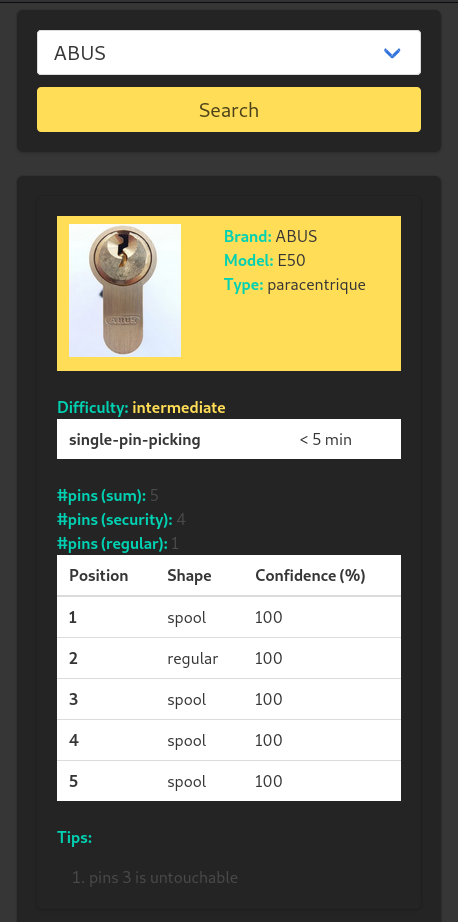 ABUS
Search
ABUS
Brand: ABUS
Model: E50
Type: paracentrique
Difficulty: intermediate
single-pin-picking < 5 min
#pins (sum): 5
#pins (security): 4
#pins (regular): 1
Position Shape Confidence (%)
1 spool 100
2 regular 100
3 spool 100
4 spool 100
5 spool 100
Tips:
1. pins 3 is untouchable